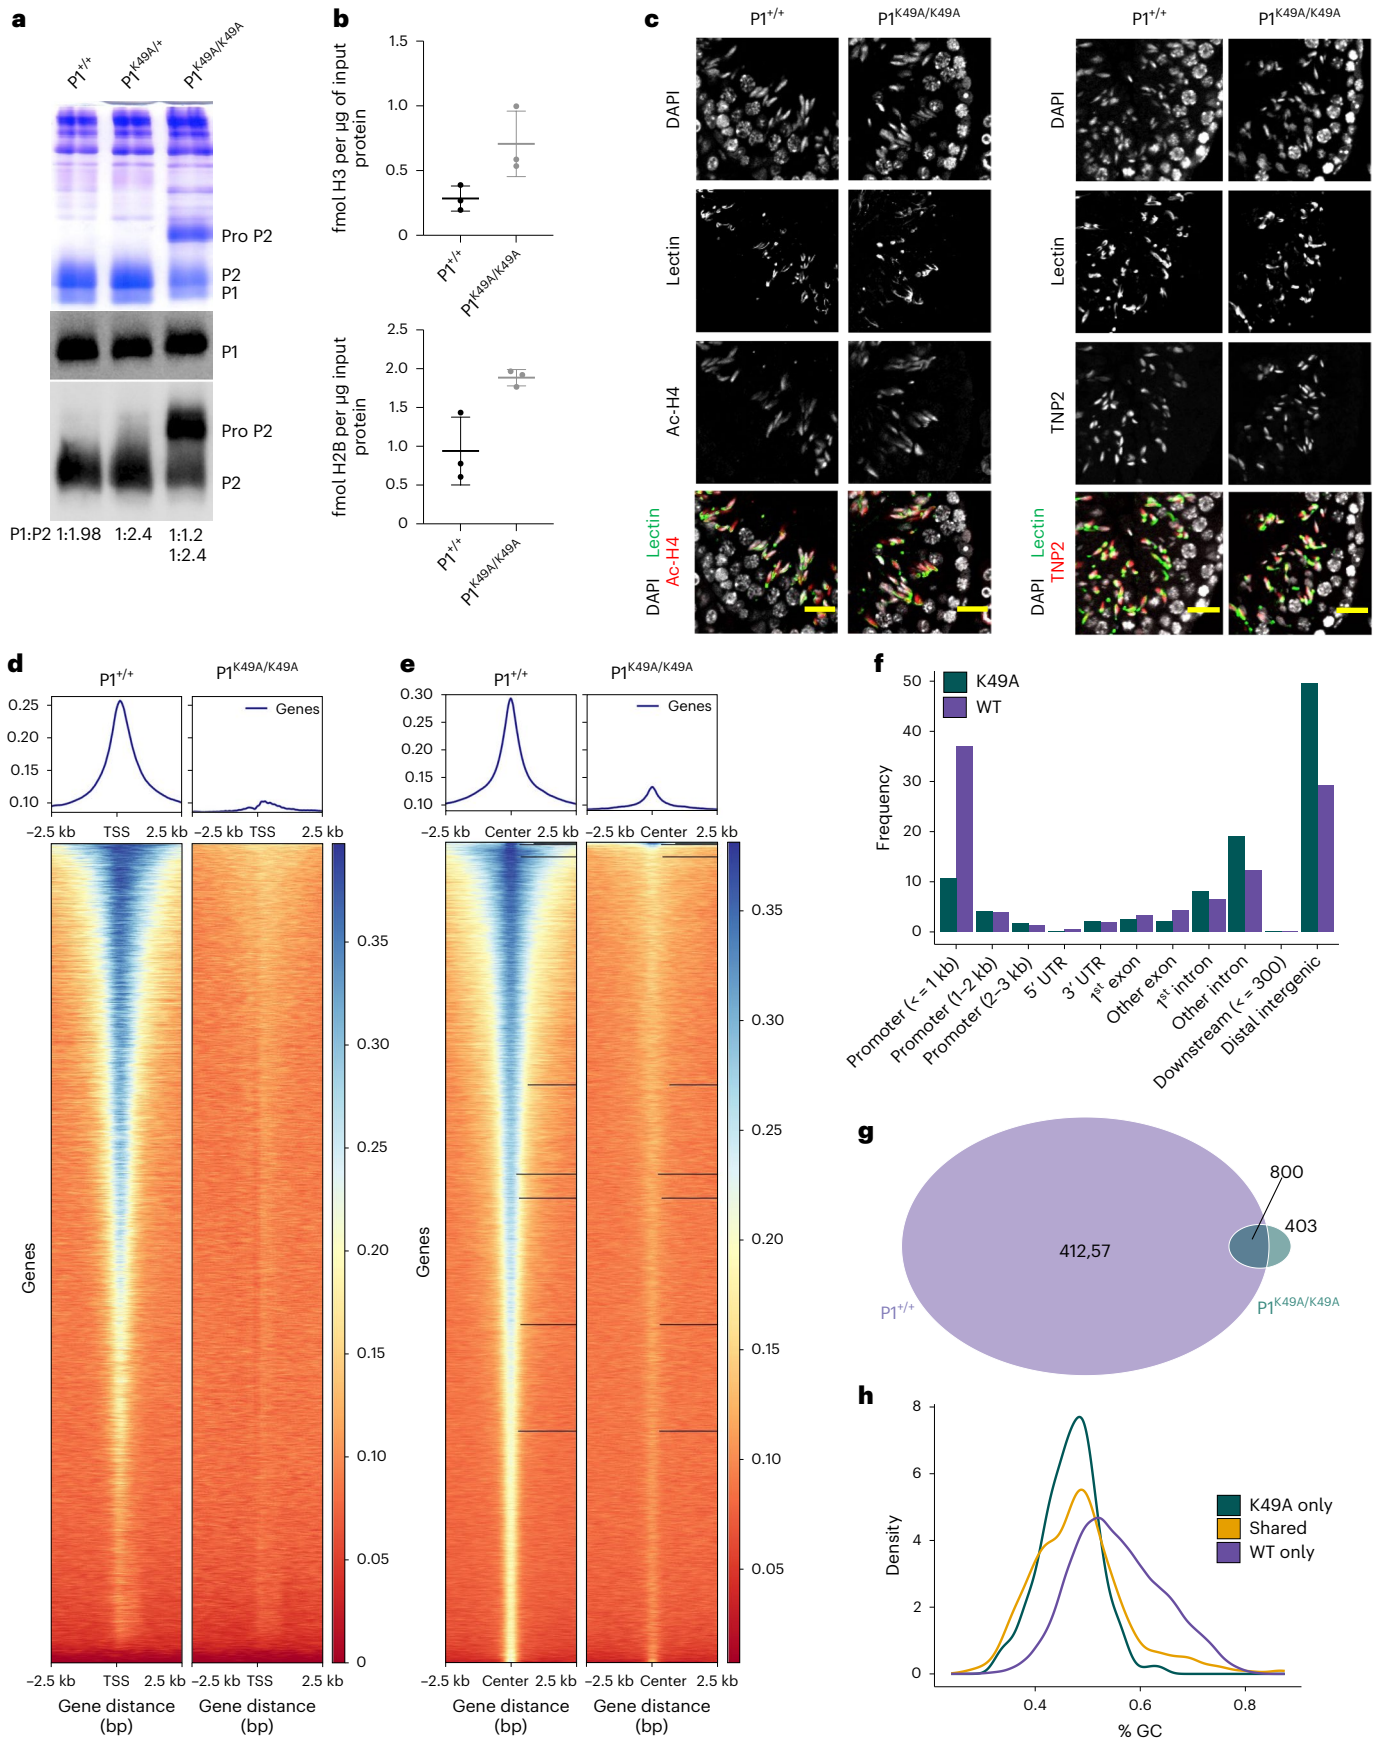 a
P1+/+
P1K49A/+
P1K49A/K49A
Pro P2
P2
P1
P1
Pro P2
P2
P1:P2 1:1.98 1:2.4 1:1.2
1:2.4
b
1.5
1.0
0.5
0
fmol H3 per µg of input
protein
P1+/+
P1K49A/K49A
2.5
2.0
1.5
1.0
0.5
0
fmol H2B per µg input
protein
P1+/+
P1K49A/K49A
c
P1+/+ P1K49A/K49A
DAPI
Lectin
Ac-H4
DAPI Lectin
Ac-H4
P1+/+ P1K49A/K49A
DAPI
Lectin
TNP2
DAPI Lectin
TNP2
d
P1+/+ P1K49A/K49A
Genes
0.25
0.20
0.15
0.10
−2.5 kb TSS 2.5 kb −2.5 kb TSS 2.5 kb
Genes
0.35
0.30
0.25
0.20
0.15
0.10
0.05
0
−2.5 kb TSS 2.5 kb −2.5 kb TSS 2.5 kb
Gene distance
(bp)
Gene distance
(bp)
e
P1+/+ P1K49A/K49A
Genes
0.30
0.25
0.20
0.15
0.10
−2.5 kb Center 2.5 kb −2.5 kb Center 2.5 kb
Genes
0.35
0.30
0.25
0.20
0.15
0.10
0.05
−2.5 kb Center 2.5 kb −2.5 kb Center 2.5 kb
Gene distance
(bp)
Gene distance
(bp)
f
K49A
WT
50
40
30
20
10
0
Frequency
Promoter (< = 1 kb)
Promoter (1–2 kb)
Promoter (2–3 kb)
5′ UTR
3′ UTR
1st exon
Other exon
1st intron
Other intron
Downstream (< = 300)
Distal intergenic
g
800
403
412,57
P1+/+
P1K49A/K49A
h
8
6
4
2
0
Density
K49A only
Shared
WT only
0.4 0.6 0.8
% GC